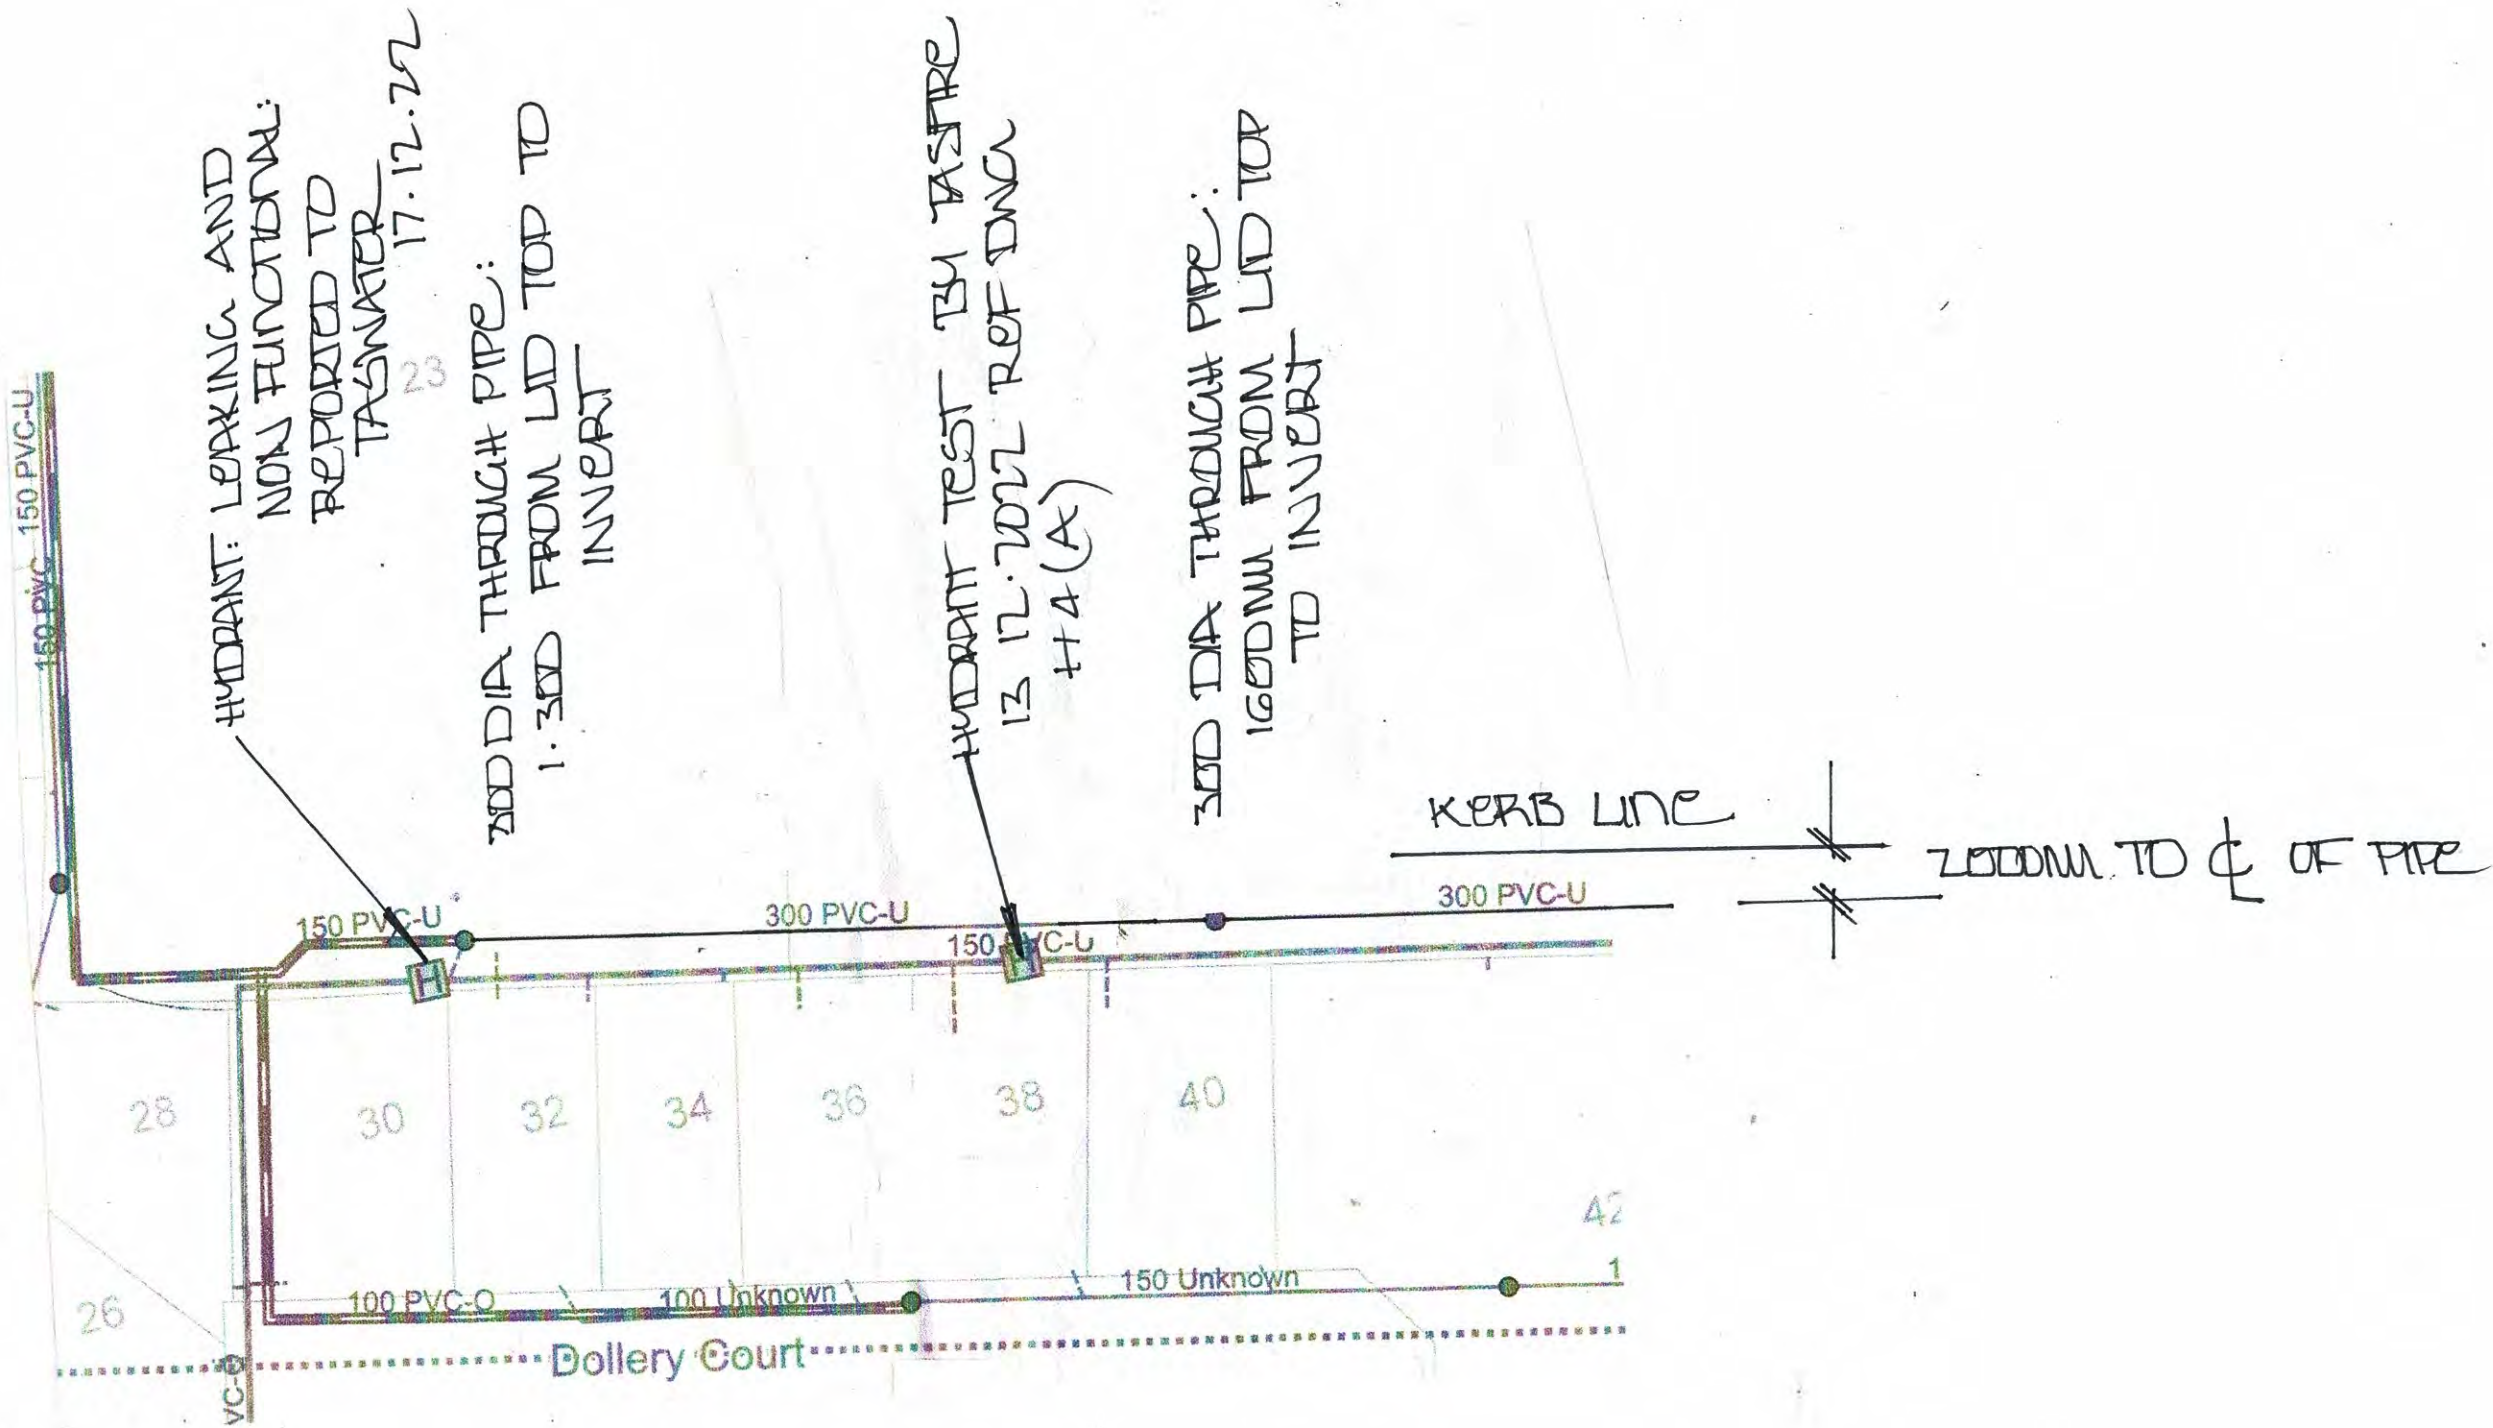 HYDRANT: LEAKING AND
NON FUNCTIONAL:
REPORTED TO
TASWATER
17.12.22
300 DIA THROUGH PIPE:
1.300 FROM LID TOP TO
INVERT
HYDRANT TEST BY TASFIRE
13 12.2022 REF DWG
H4 (A)
300 DIA THROUGH PIPE:
1600MM FROM LID TOP
TO INVERT
KERB LINE
2000MM. TO ℄ OF PIPE
150 PVC-U
150 PVC
23
150 PVC-U
300 PVC-U
150 PVC-U
300 PVC-U
H
28
30
32
34
36
38
40
42
26
100 PVC-O
100 Unknown
150 Unknown
1
Dollery Court
VC-O